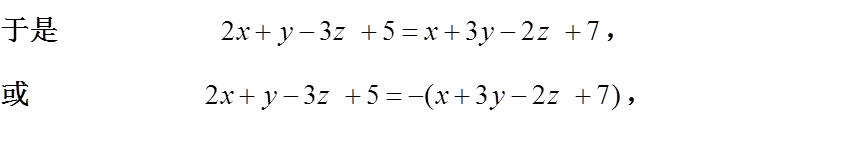 于是 2x+y−3z +5=x+3y−2z +7，
或 2x+y−3z +5=−(x+3y−2z +7)，